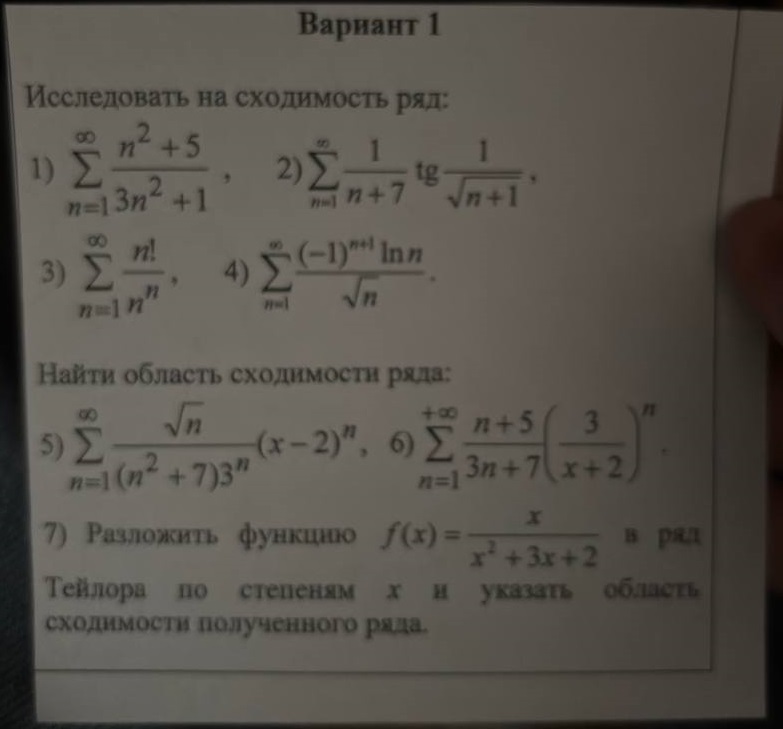 Вариант 1
Исследовать на сходимость ряд:
1) \sum_{n=1}^{\infty} \frac{n^2+5}{3n^2+1}, 2) \sum_{n=1}^{\infty} \frac{1}{n+7} tg \frac{1}{\sqrt{n+1}},
3) \sum_{n=1}^{\infty} \frac{n!}{n^n}, 4) \sum_{n=1}^{\infty} \frac{(-1)^{n+1} \ln n}{\sqrt{n}}.
Найти область сходимости ряда:
5) \sum_{n=1}^{\infty} \frac{\sqrt{n}}{(n^2+7)3^n}(x-2)^n, 6) \sum_{n=1}^{+\infty} \frac{n+5}{3n+7}\left(\frac{3}{x+2}\right)^n.
7) Разложить функцию f(x) = \frac{x}{x^2+3x+2} в ряд
Тейлора по степеням x и указать область
сходимости полученного ряда.